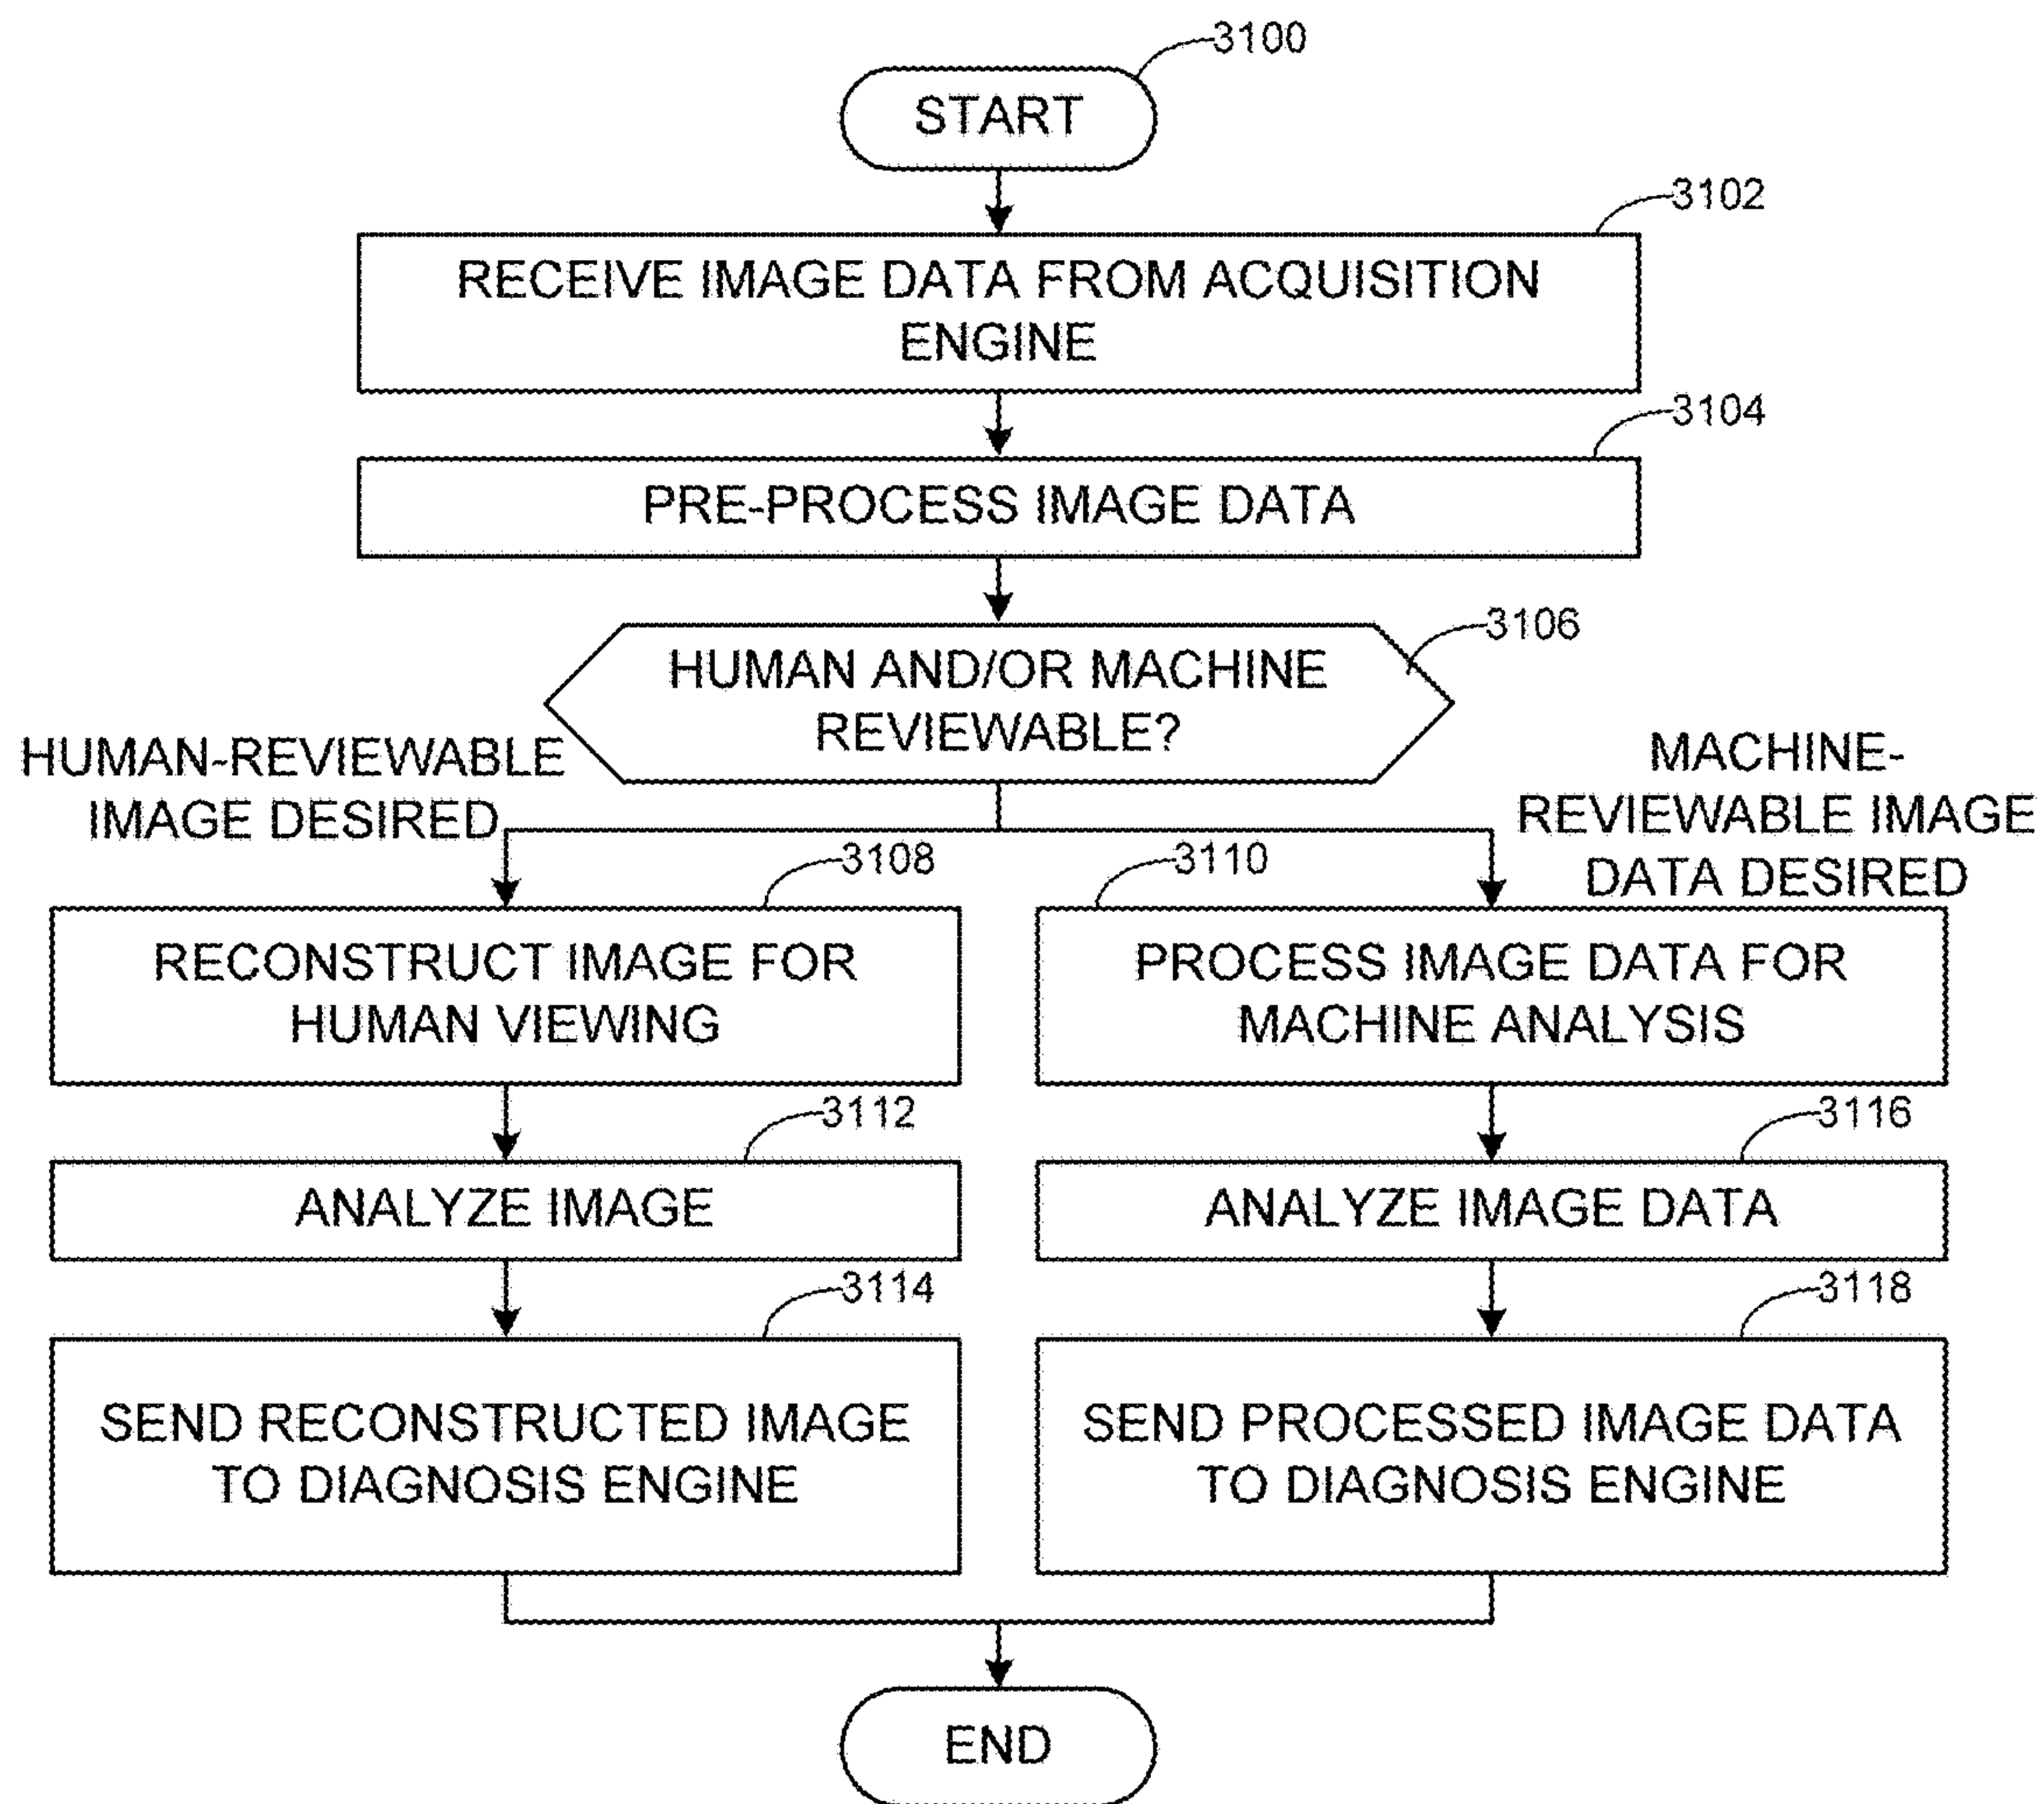 3100
START
3102
RECEIVE IMAGE DATA FROM ACQUISITION
ENGINE
3104
PRE-PROCESS IMAGE DATA
3106
HUMAN AND/OR MACHINE
REVIEWABLE?
HUMAN-REVIEWABLE
IMAGE DESIRED
MACHINE-
REVIEWABLE IMAGE
DATA DESIRED
3108
RECONSTRUCT IMAGE FOR
HUMAN VIEWING
3110
PROCESS IMAGE DATA FOR
MACHINE ANALYSIS
3112
ANALYZE IMAGE
3116
ANALYZE IMAGE DATA
3114
SEND RECONSTRUCTED IMAGE
TO DIAGNOSIS ENGINE
3118
SEND PROCESSED IMAGE DATA
TO DIAGNOSIS ENGINE
END